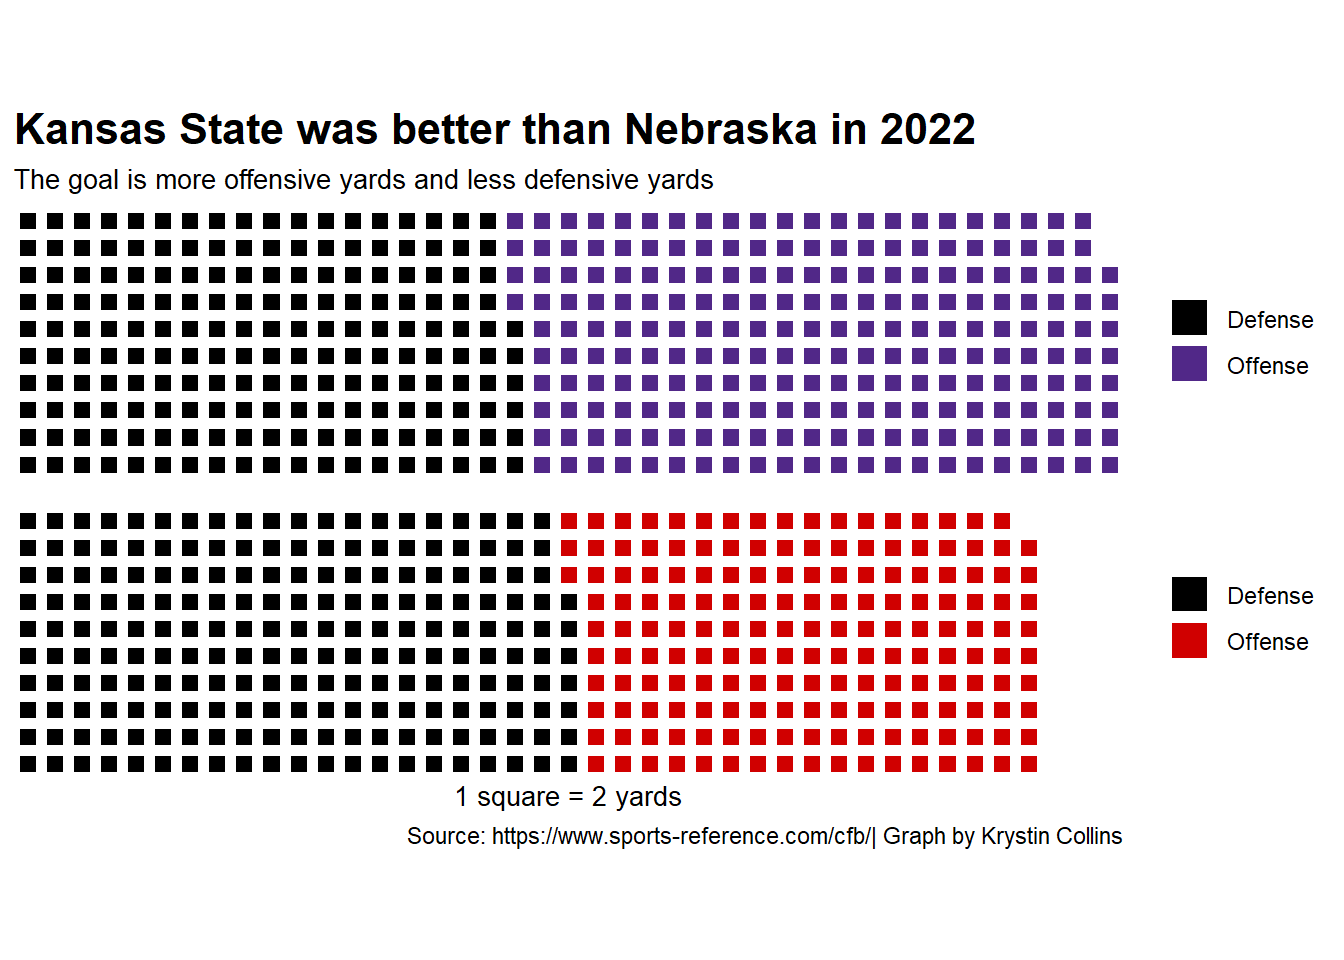 Kansas State was better than Nebraska in 2022
The goal is more offensive yards and less defensive yards
Defense
Offense
Defense
Offense
1 square = 2 yards
Source: https://www.sports-reference.com/cfb/| Graph by Krystin Collins